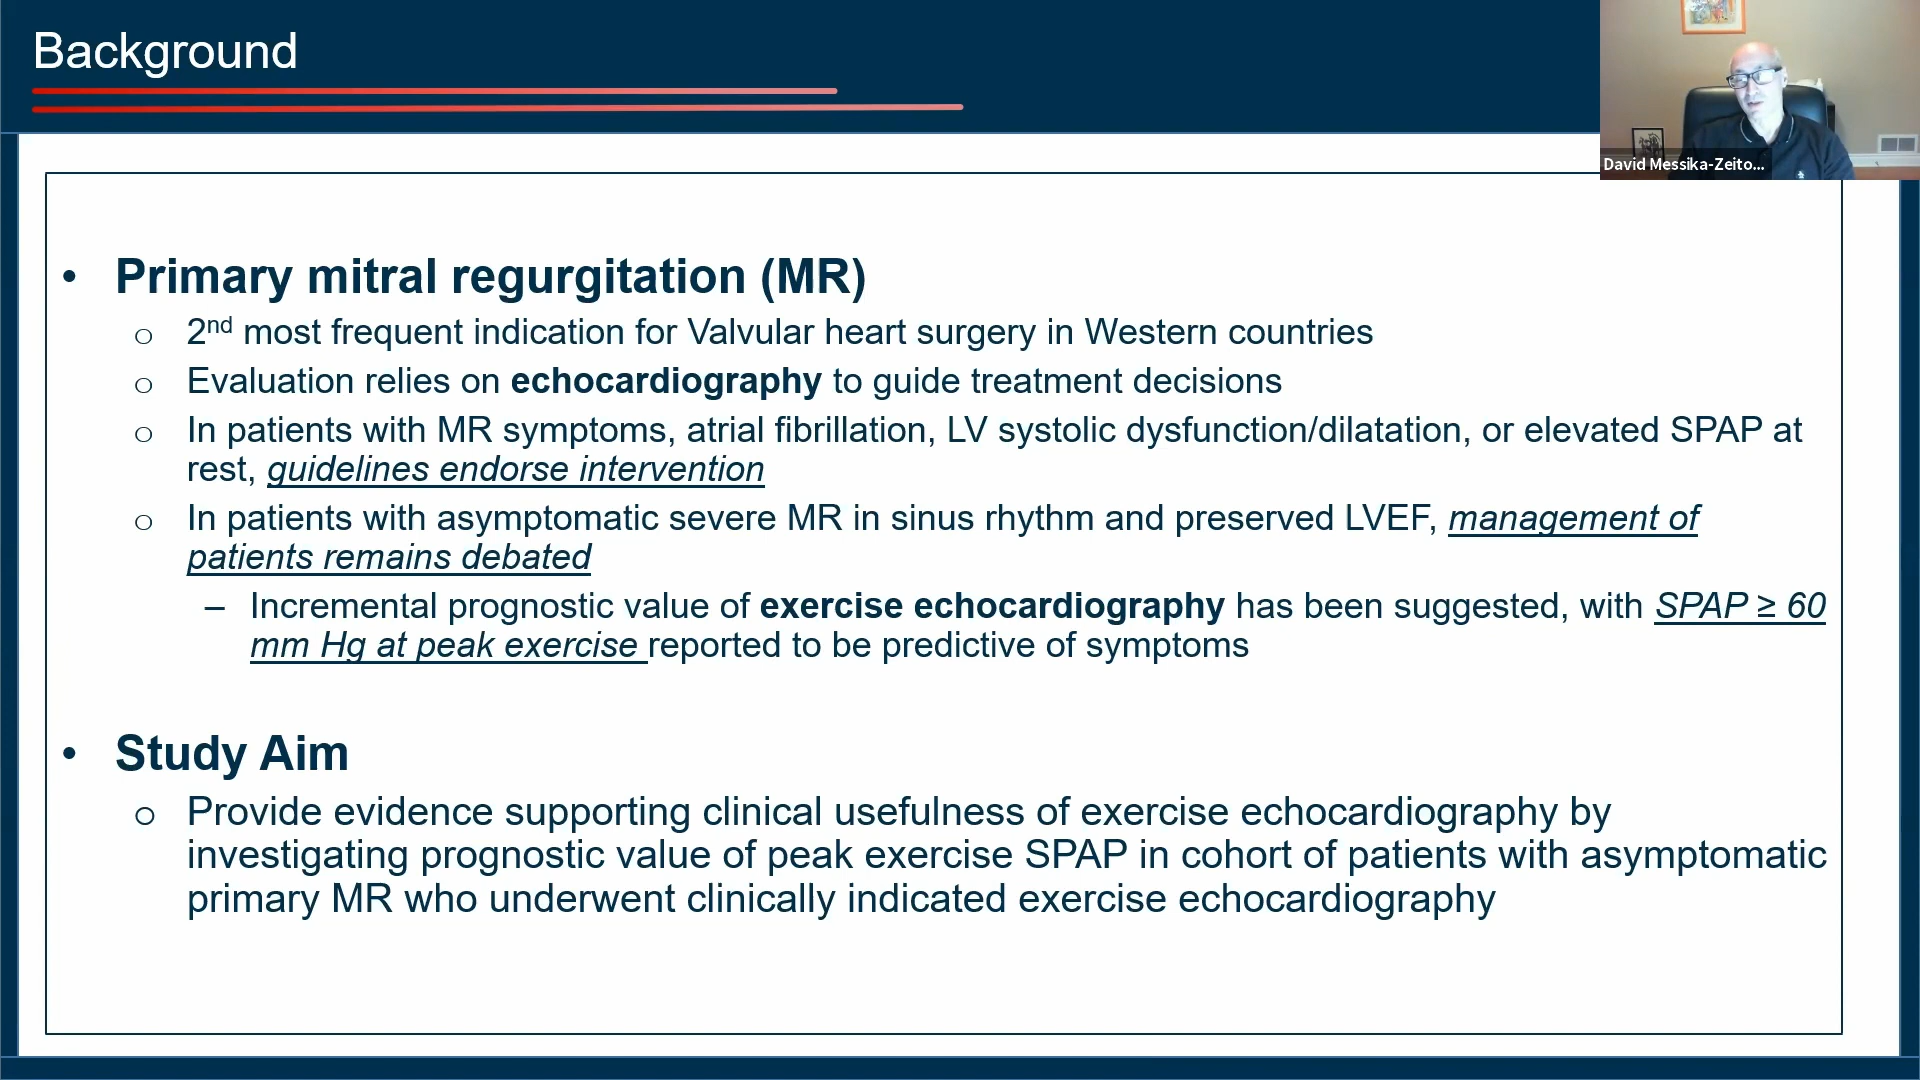 Background
David Messika-Zeito...
• Primary mitral regurgitation (MR)
o 2nd most frequent indication for Valvular heart surgery in Western countries
o Evaluation relies on echocardiography to guide treatment decisions
o In patients with MR symptoms, atrial fibrillation, LV systolic dysfunction/dilatation, or elevated SPAP at
rest, guidelines endorse intervention
o In patients with asymptomatic severe MR in sinus rhythm and preserved LVEF, management of
patients remains debated
– Incremental prognostic value of exercise echocardiography has been suggested, with SPAP ≥ 60
mm Hg at peak exercise reported to be predictive of symptoms
• Study Aim
o Provide evidence supporting clinical usefulness of exercise echocardiography by
investigating prognostic value of peak exercise SPAP in cohort of patients with asymptomatic
primary MR who underwent clinically indicated exercise echocardiography